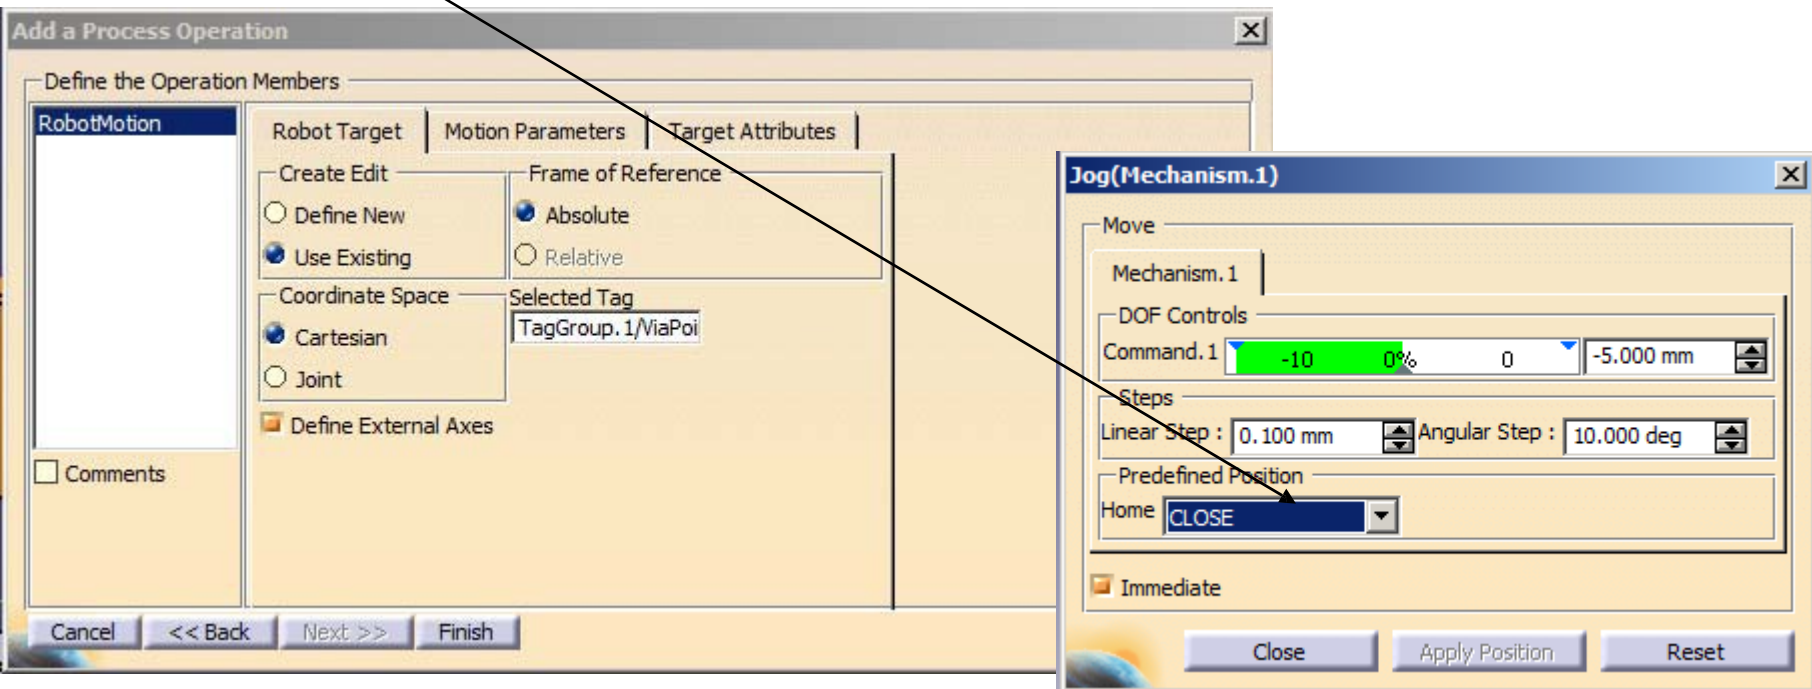 Add a Process Operation
Define the Operation Members
RobotMotion
Robot Target
Motion Parameters
Target Attributes
Create Edit
Frame of Reference
Define New
Absolute
Use Existing
Relative
Coordinate Space
Selected Tag
Cartesian
TagGroup.1/ViaPoi
Joint
Define External Axes
Comments
Cancel
<< Back
Next >>
Finish
Jog(Mechanism.1)
Move
Mechanism.1
DOF Controls
Command.1
-10
0%
0
-5.000 mm
Steps
Linear Step :
0.100 mm
Angular Step :
10.000 deg
Predefined Position
Home
CLOSE
Immediate
Close
Apply Position
Reset